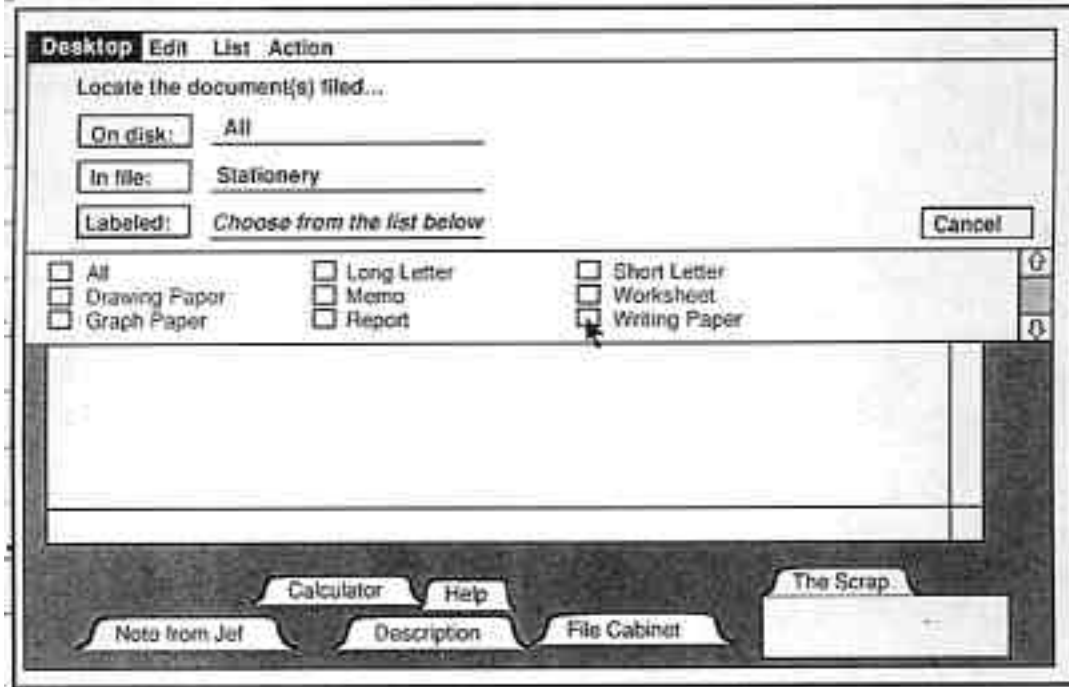 Desktop Edit List Action
Locate the document(s) filed...
On disk: All
In file: Stationery
Labeled: Choose from the list below
Cancel
All Long Letter Short Letter
Drawing Paper Memo Worksheet
Graph Paper Report Writing Paper
Calculator Help The Scrap
Note from Jef Description File Cabinet